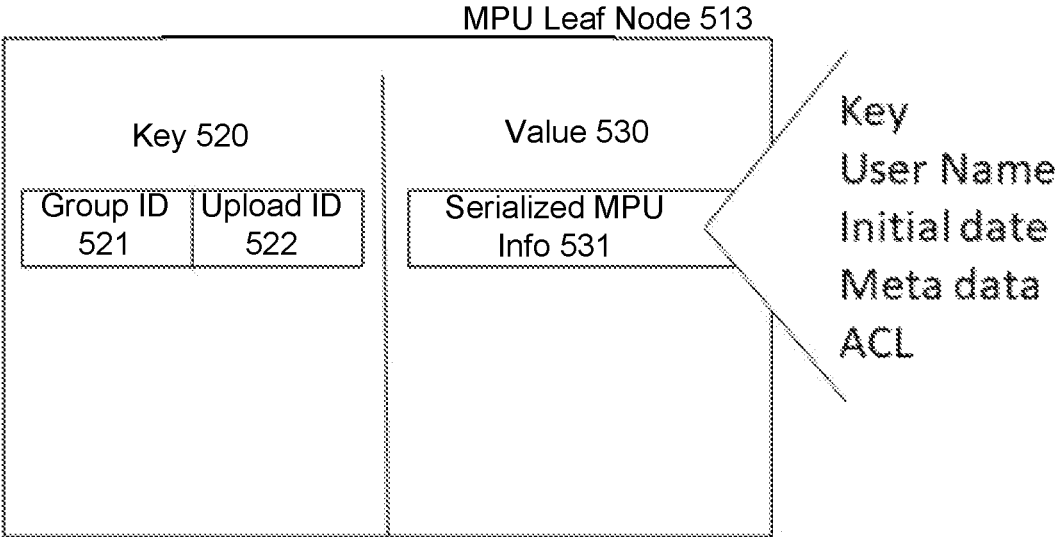 MPU Leaf Node 513
Key 520
Value 530
Group ID
521
Upload ID
522
Serialized MPU
Info 531
Key
User Name
Initial date
Meta data
ACL